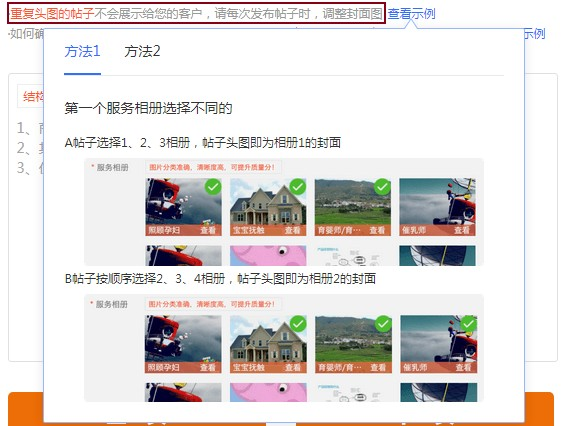 重复头图的帖子不会展示给您的客户，请每次发布帖子时，调整封面图 查看示例
·如何确
示例
方法1 方法2
结构
第一个服务相册选择不同的
1、
2、
3、
A帖子选择1、2、3相册，帖子头图即为相册1的封面
* 服务相册 图片分类准确、清晰度高，可提升质量分！
照顾孕妇 查看 宝宝抚触 查看 育婴师/育… 查看 催乳师 查看
B帖子按顺序选择2、3、4相册，帖子头图即为相册2的封面
* 服务相册 图片分类准确、清晰度高，可提升质量分！
照顾孕妇 查看 宝宝抚触 查看 育婴师/育… 查看 催乳师 查看